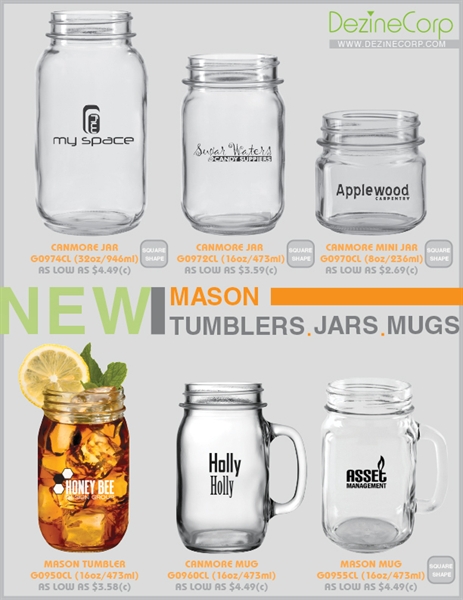 DezineCorp
WWW.DEZINECORP.COM
my space
Sugar Waters
CANDY SUPPIERS
Applewood
CARPENTRY
CANMORE JAR
G0974CL (32oz/946ml)
AS LOW AS $4.49(c)
SQUARE
SHAPE
CANMORE JAR
G0972CL (16oz/473ml)
AS LOW AS $3.59(c)
SQUARE
SHAPE
CANMORE MINI JAR
G0970CL (8oz/236ml)
AS LOW AS $2.69(c)
SQUARE
SHAPE
NEW
MASON
TUMBLERS.JARS.MUGS
HONEY BEE
Holly
Holly
ASSET
MANAGEMENT
MASON TUMBLER
G0950CL (16oz/473ml)
AS LOW AS $3.58(c)
CANMORE MUG
G0960CL (16oz/473ml)
AS LOW AS $4.49(c)
MASON MUG
G0955CL (16oz/473ml)
AS LOW AS $4.49(c)
SQUARE
SHAPE